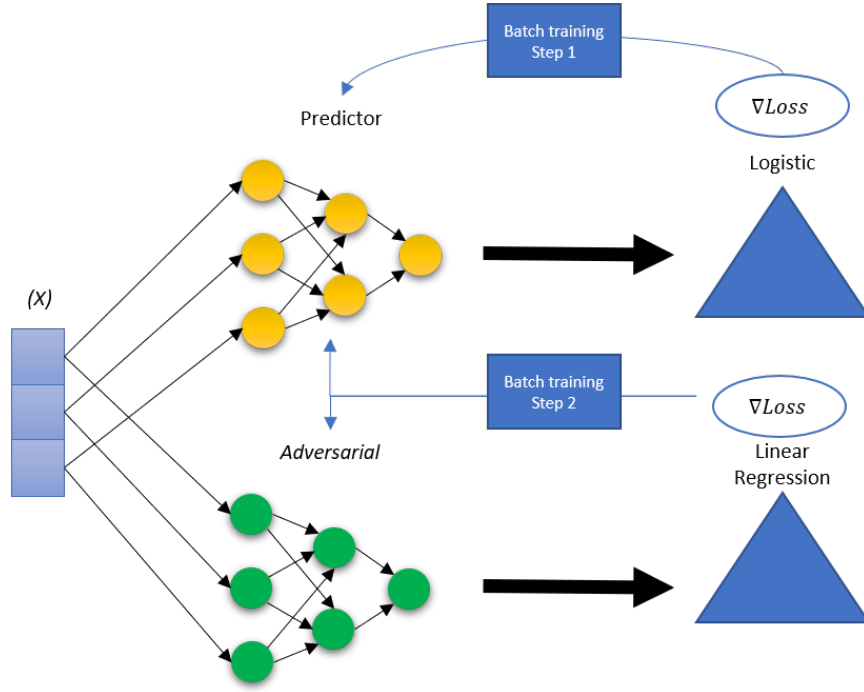 Batch training
Step 1
∇Loss
Predictor
Logistic
(X)
Batch training
Step 2
∇Loss
Adversarial
Linear
Regression